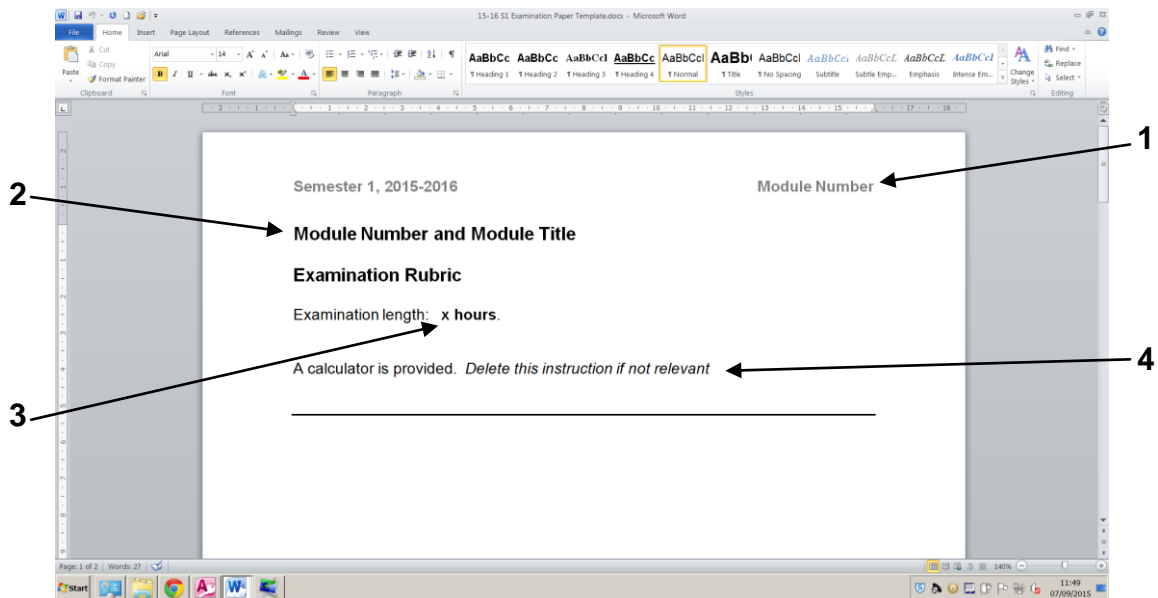 15-16 S1 Examination Paper Template.docx - Microsoft Word
File Home Insert Page Layout References Mailings Review View
Paste
Cut
Copy
Format Painter
Clipboard
Arial 14
Font
Paragraph
AaBbCc AaBbCc AaBbCcI AaBbCc AaBbCcI AaBb( AaBbCcI AaBbCcI AaBbCcL AaBbCcL AaBbCcI
¶ Heading 1 ¶ Heading 2 ¶ Heading 3 ¶ Heading 4 ¶ Normal ¶ Title ¶ No Spacing Subtitle Subtle Emp... Emphasis Intense Em...
Change Styles
Styles
Find
Replace
Select
Editing
1
2
Semester 1, 2015-2016 Module Number
Module Number and Module Title
Examination Rubric
Examination length: x hours.
A calculator is provided. Delete this instruction if not relevant
4
3
Page: 1 of 2 Words: 27 140%
Start
11:49
07/09/2015